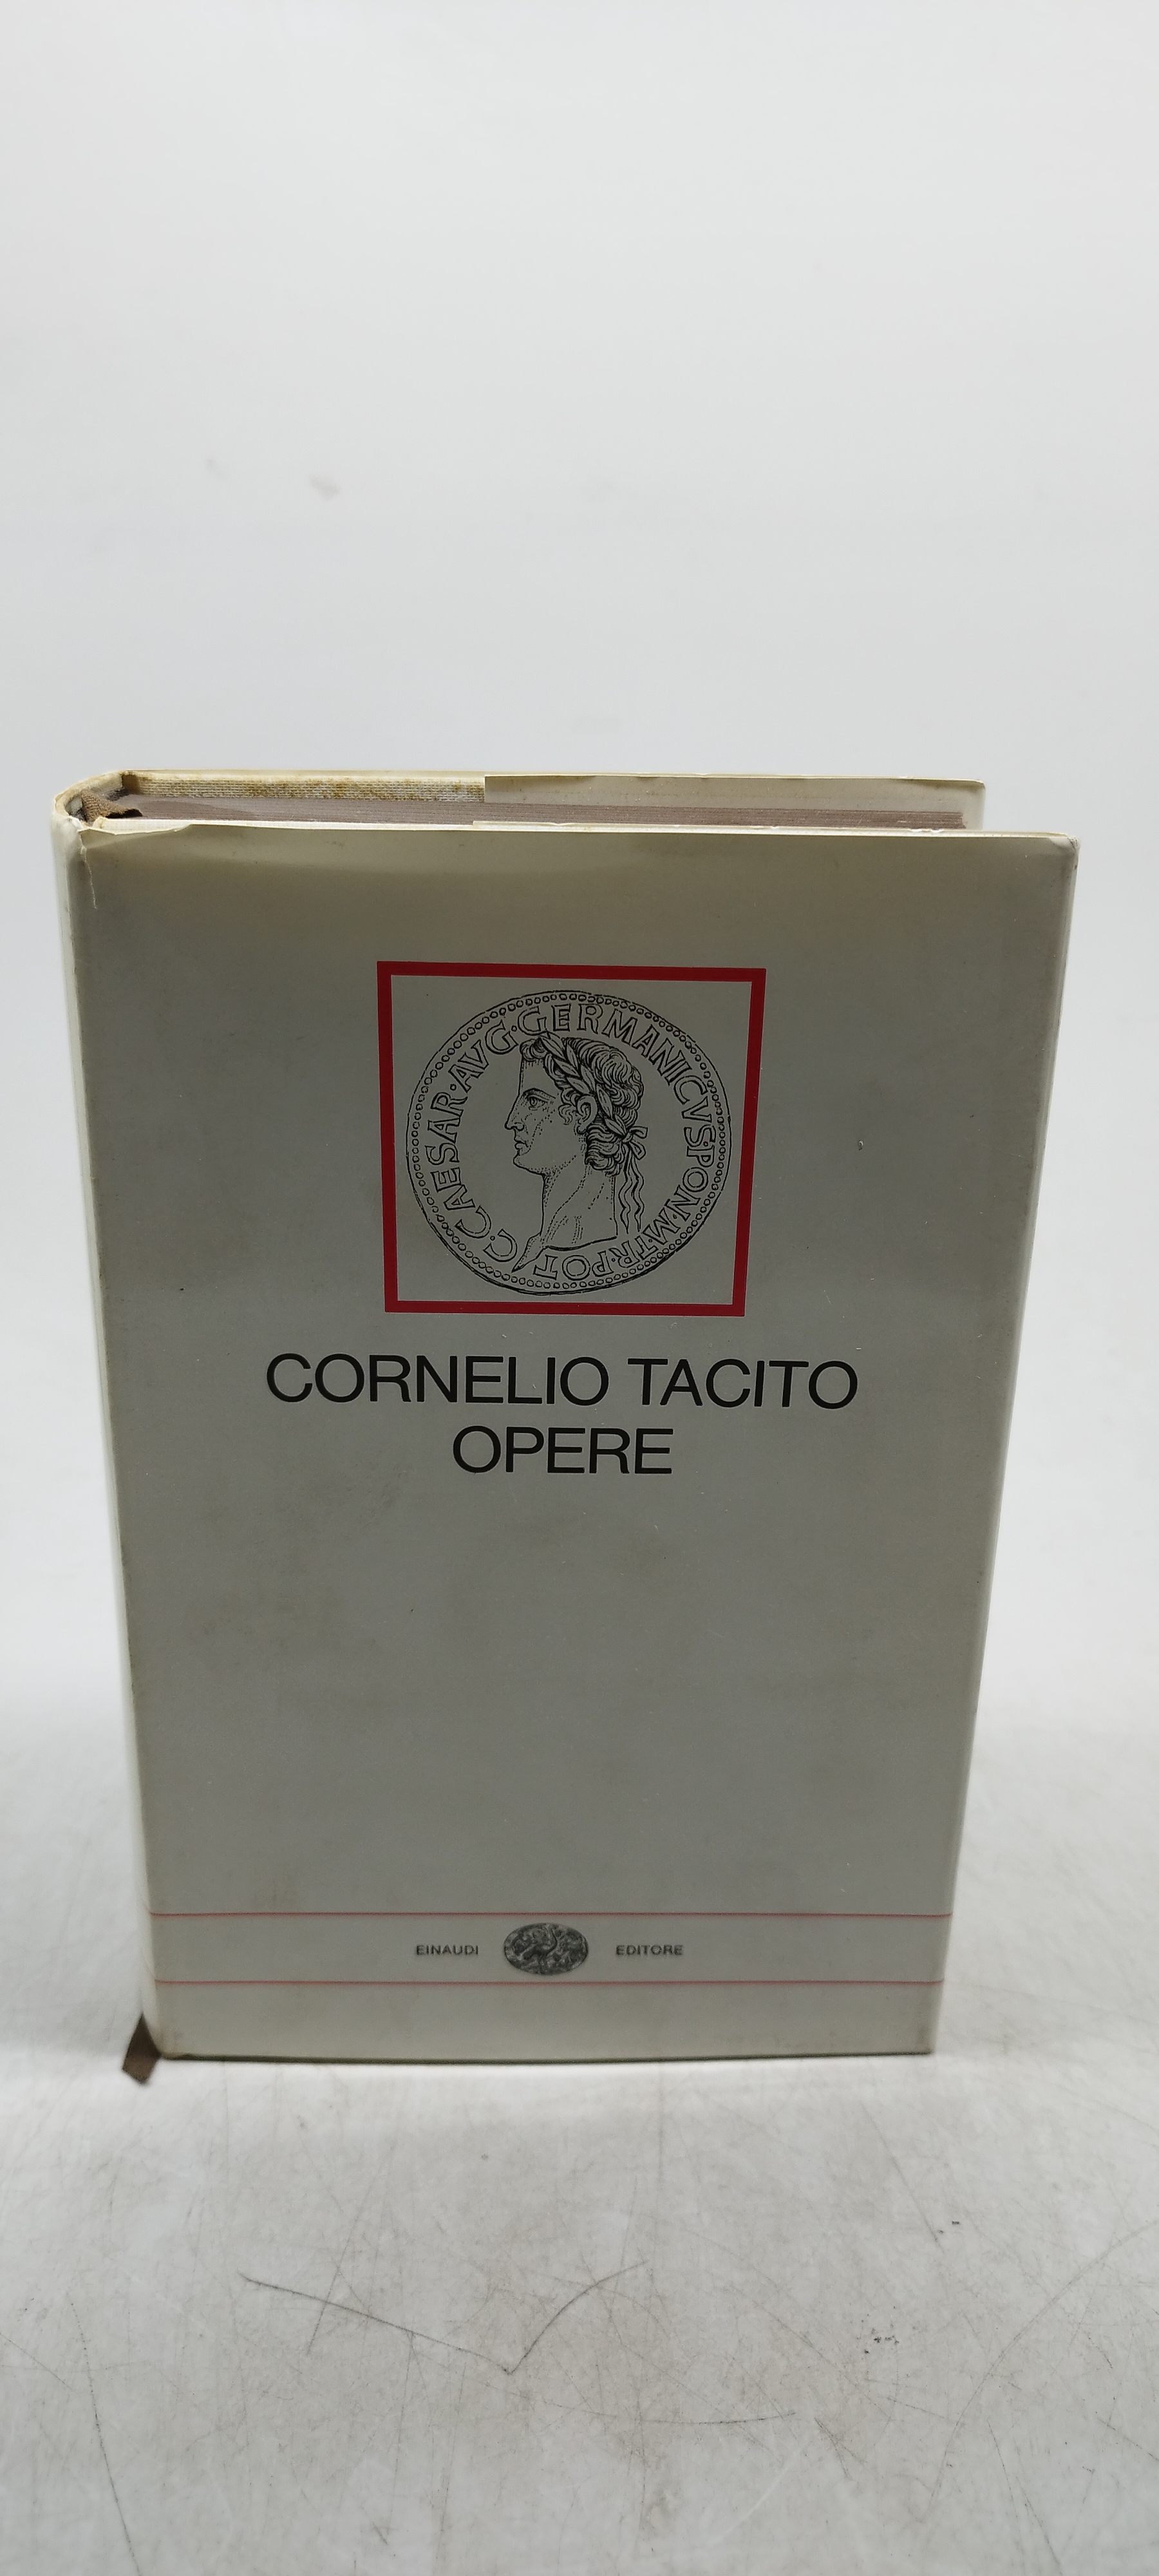 C·CAESAR·AVG·GERMANICVS·PON·M·TR·POT
CORNELIO TACITO
OPERE
EINAUDI EDITORE